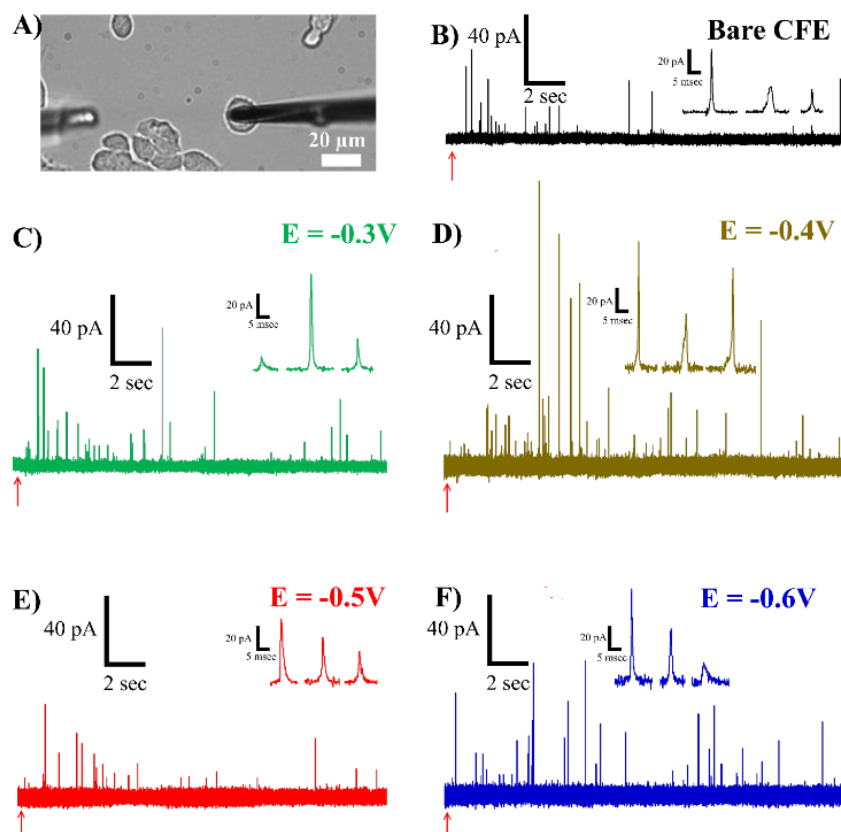 A)
20 µm
B)
Bare CFE
40 pA
2 sec
20 pA
5 msec
C)
E = -0.3V
40 pA
2 sec
20 pA
5 msec
D)
E = -0.4V
40 pA
2 sec
20 pA
5 msec
E)
E = -0.5V
40 pA
2 sec
20 pA
5 msec
F)
E = -0.6V
40 pA
2 sec
20 pA
5 msec